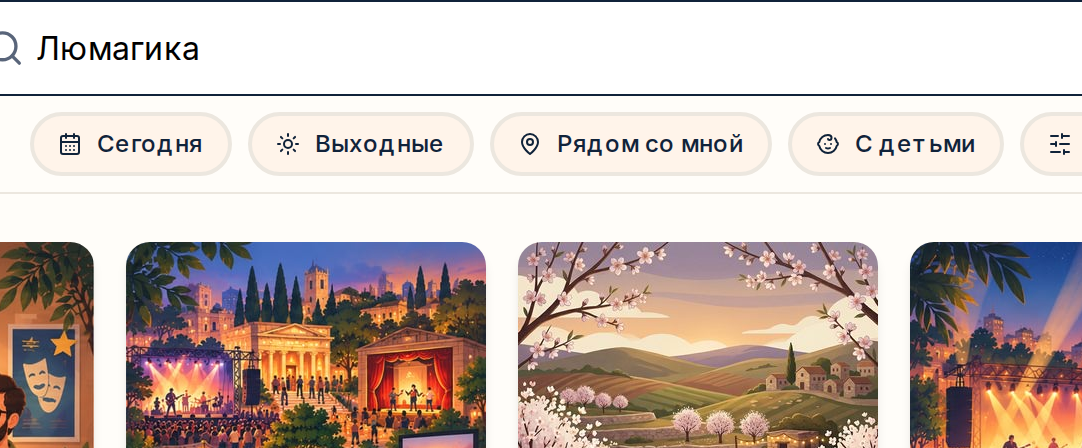 Люмагика
Сегодня
Выходные
Рядом со мной
С детьми